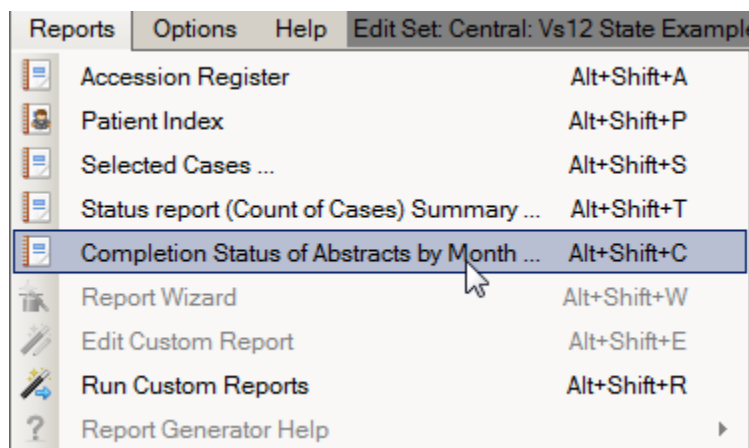 Reports Options Help Edit Set: Central: Vs12 State Example
Accession Register Alt+Shift+A
Patient Index Alt+Shift+P
Selected Cases ... Alt+Shift+S
Status report (Count of Cases) Summary ... Alt+Shift+T
Completion Status of Abstracts by Month ... Alt+Shift+C
Report Wizard Alt+Shift+W
Edit Custom Report Alt+Shift+E
Run Custom Reports Alt+Shift+R
Report Generator Help